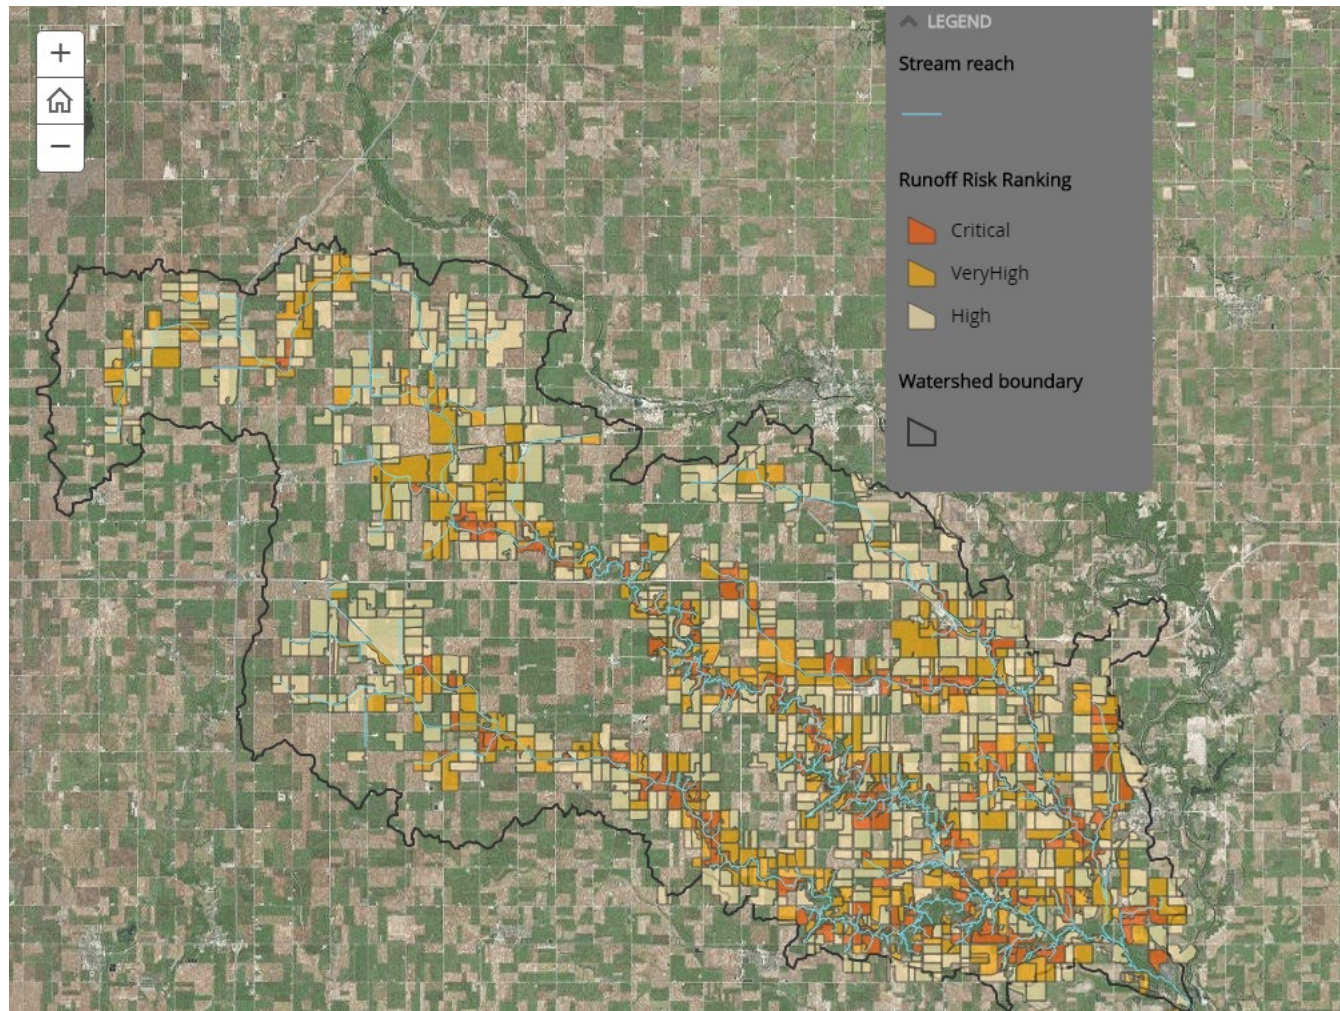 +
−
LEGEND
Stream reach
Runoff Risk Ranking
Critical
VeryHigh
High
Watershed boundary